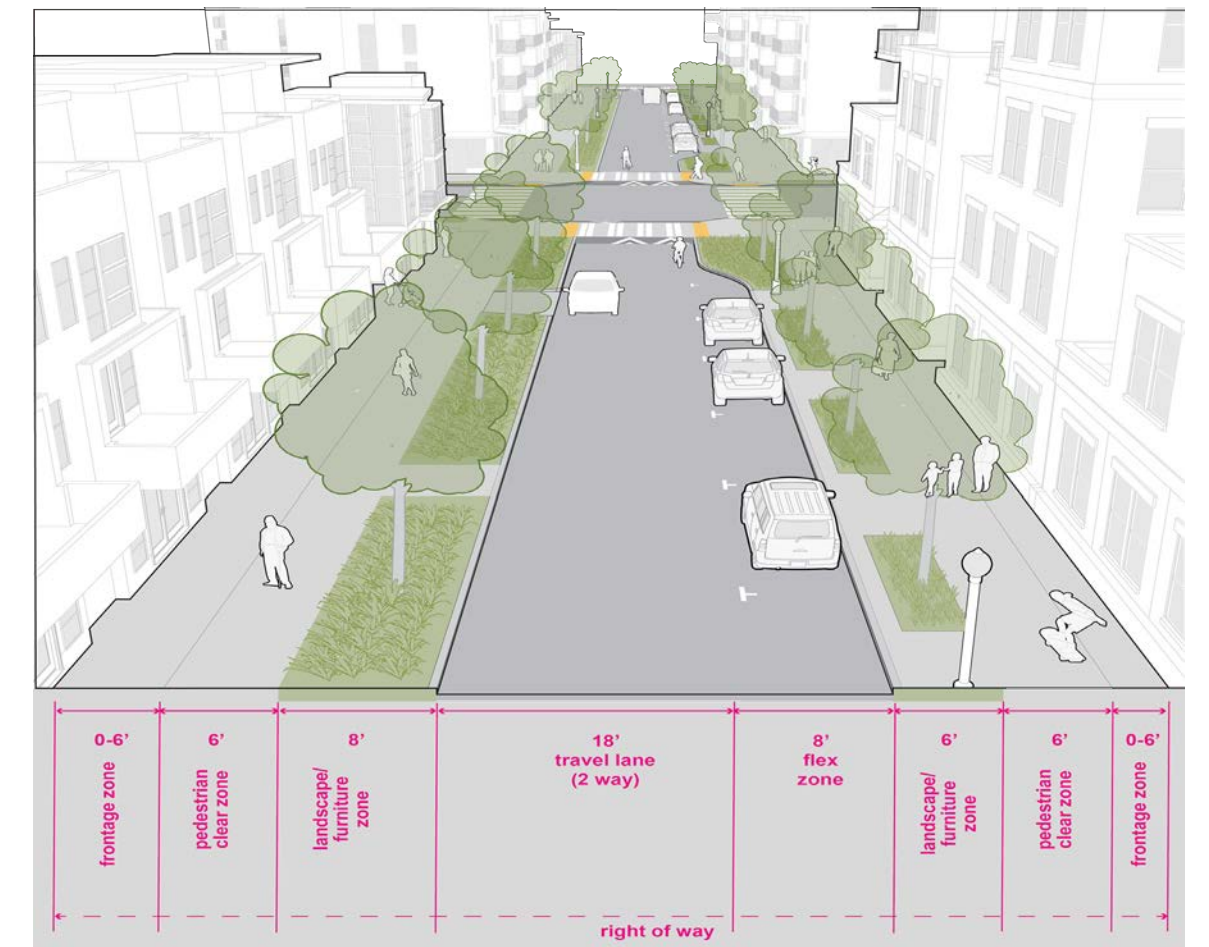 0-6’
frontage zone
6’
pedestrian
clear zone
8’
landscape/
furniture
zone
18’
travel lane
(2 way)
8’
flex
zone
6’
landscape/
furniture
zone
6’
pedestrian
clear zone
0-6’
frontage zone
right of way